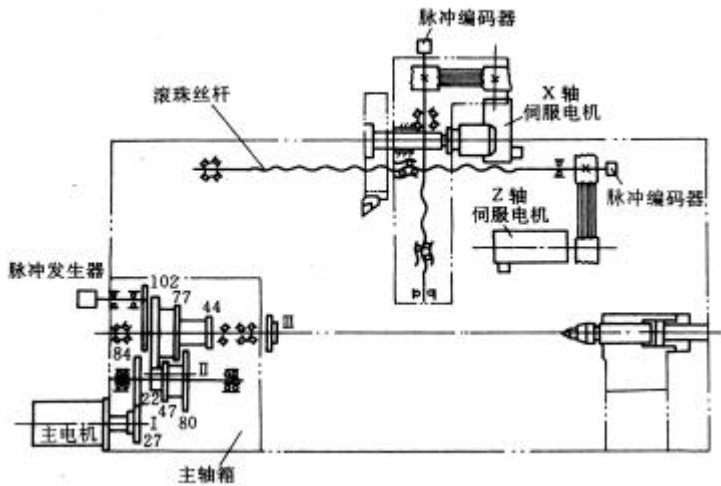 脉冲编码器
滚珠丝杆
X 轴
伺服电机
Z 轴
伺服电机
脉冲编码器
脉冲发生器
102
77
44
Ⅲ
84
Ⅱ
22
47
80
主电机
Ⅰ
27
主轴箱